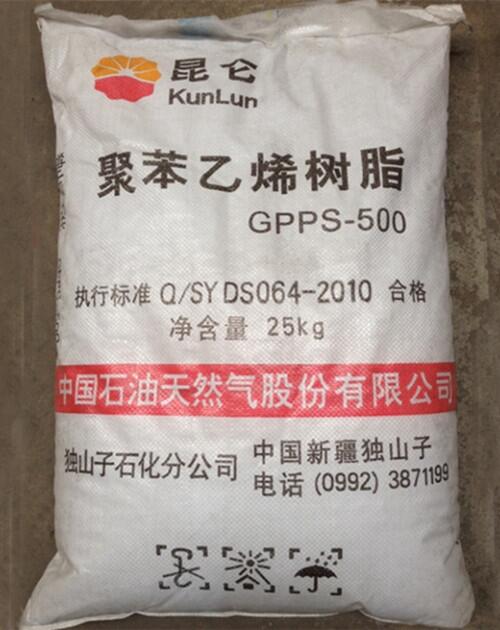 昆仑
KunLun
聚苯乙烯树脂
GPPS-500
执行标准 Q/SY DS064-2010 合格
净含量 25kg
中国石油天然气股份有限公司
独山子石化分公司
中国新疆独山子
电话 (0992) 3871199